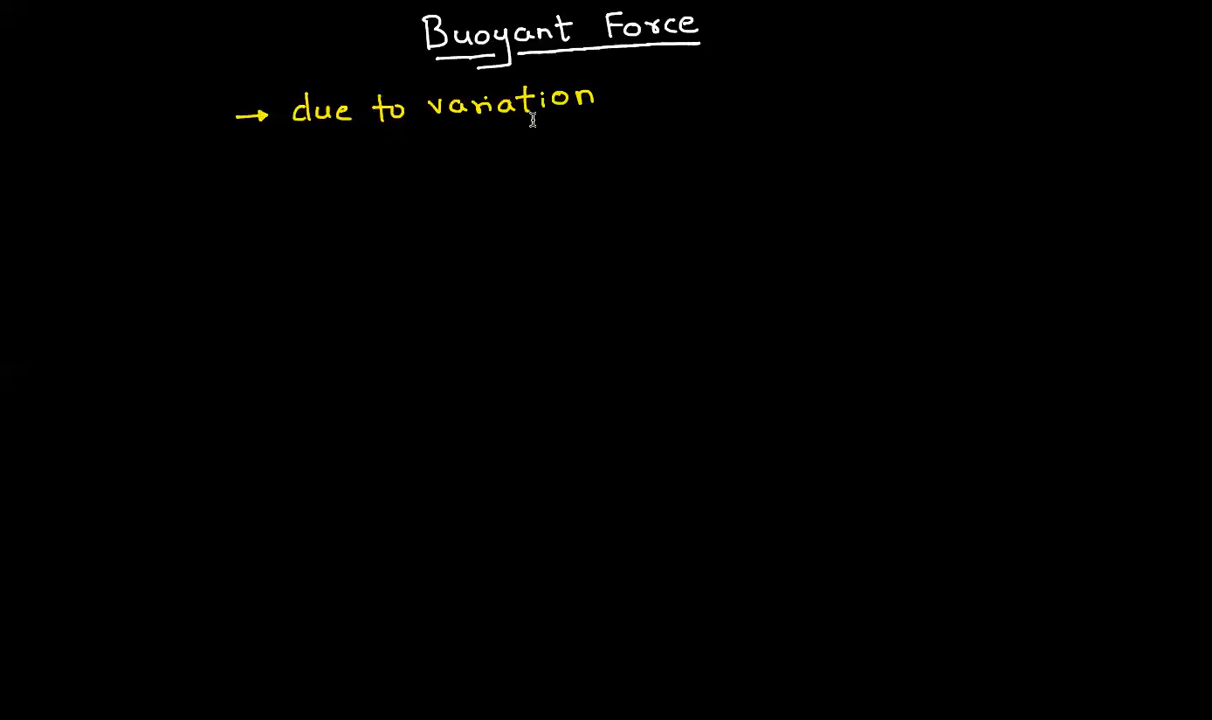 Buoyant Force
→ due to variation